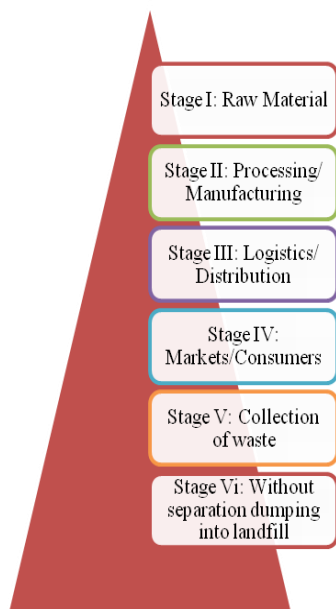 Stage I: Raw Material
Stage II: Processing/
Manufacturing
Stage III: Logistics/
Distribution
Stage IV:
Markets/Consumers
Stage V: Collection
of waste
Stage Vi: Without
separation dumping
into landfill